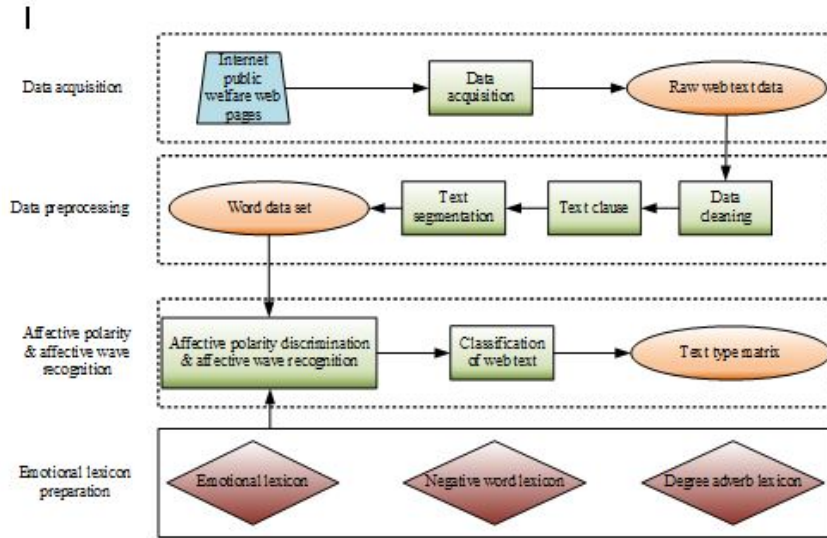 I
Data acquisition
Internet
public
welfare web
pages
Data
acquisition
Raw web text data
Data preprocessing
Word data set
Text
segmentation
Text clause
Data
cleaning
Affective polarity
& affective wave
recognition
Affective polarity discrimination
& affective wave recognition
Classification
of web text
Text type matrix
Emotional lexicon
preparation
Emotional lexicon
Negative word lexicon
Degree adverb lexicon